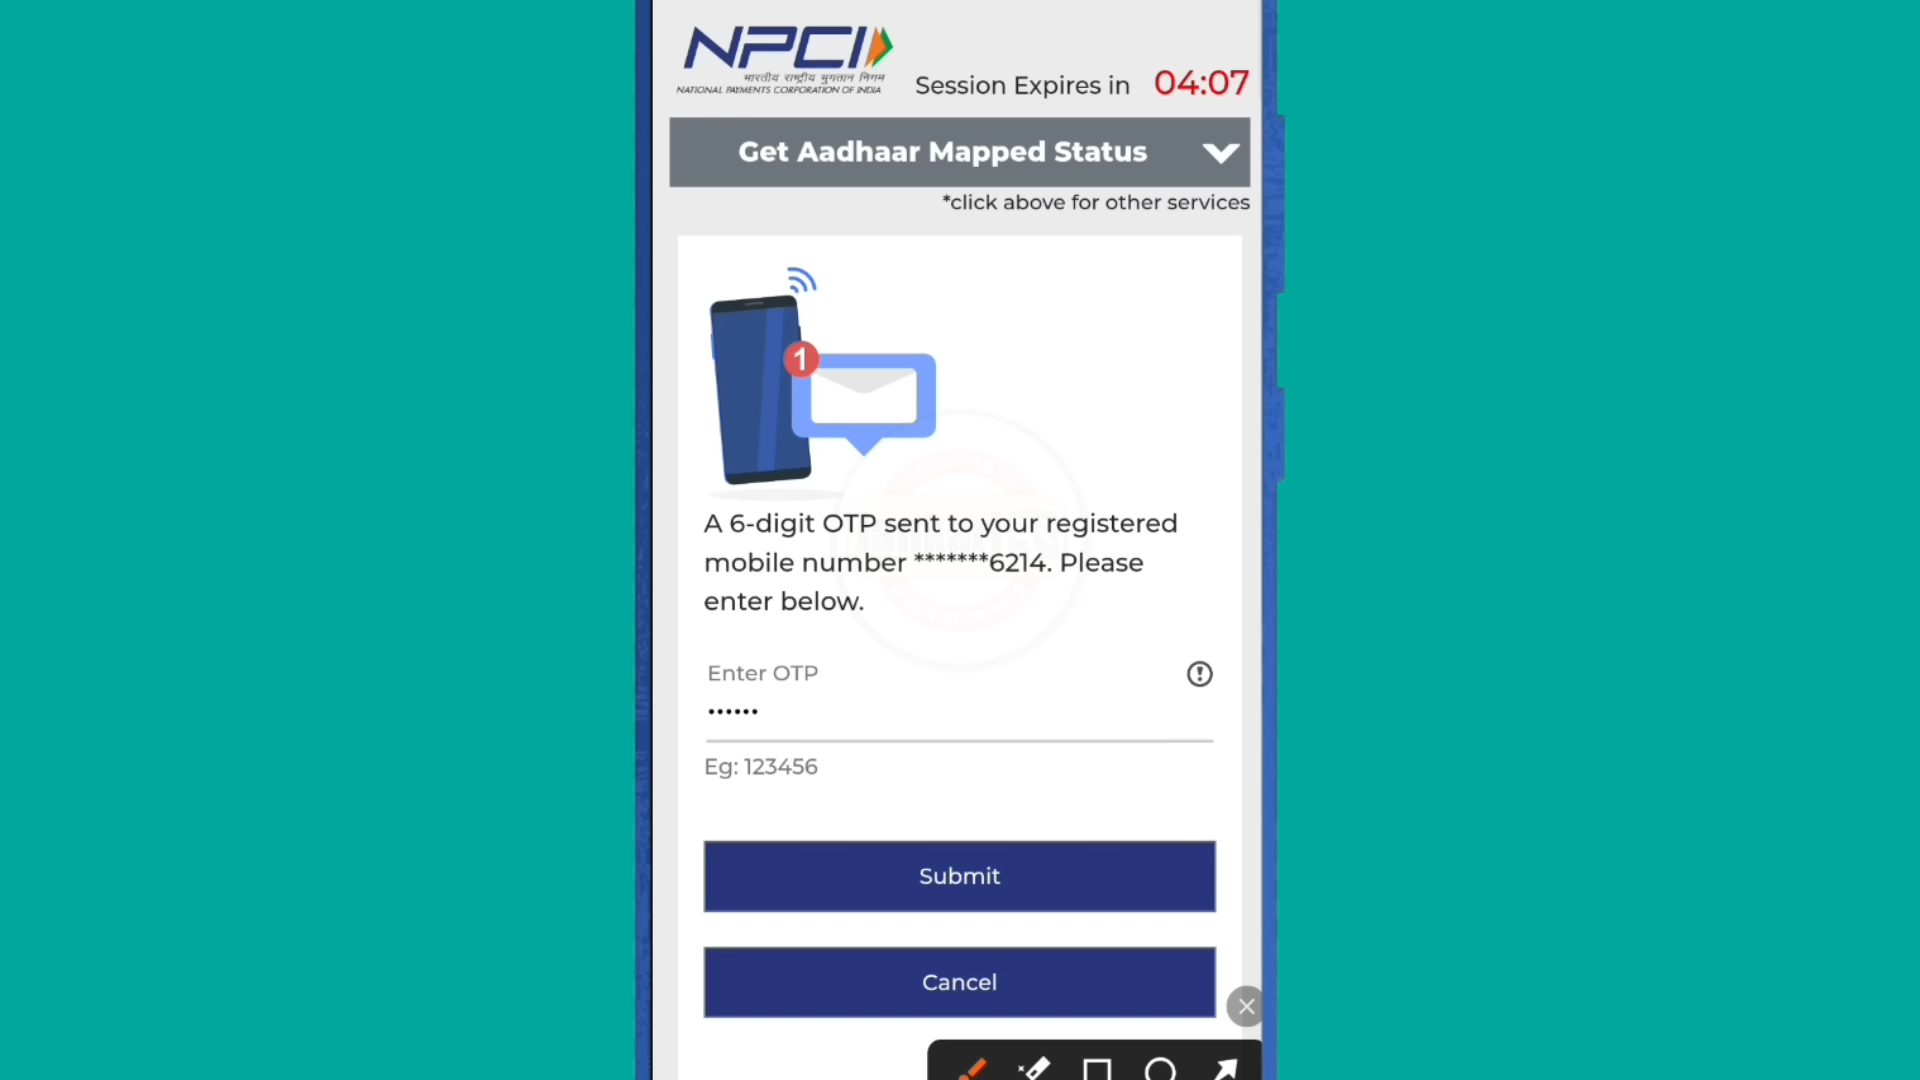 NPCI
भारतीय राष्ट्रीय भुगतान निगम
NATIONAL PAYMENTS CORPORATION OF INDIA
Session Expires in 04:07
Get Aadhaar Mapped Status
*click above for other services
1
A 6-digit OTP sent to your registered
mobile number *******6214. Please
enter below.
Enter OTP
••••••
Eg: 123456
Submit
Cancel